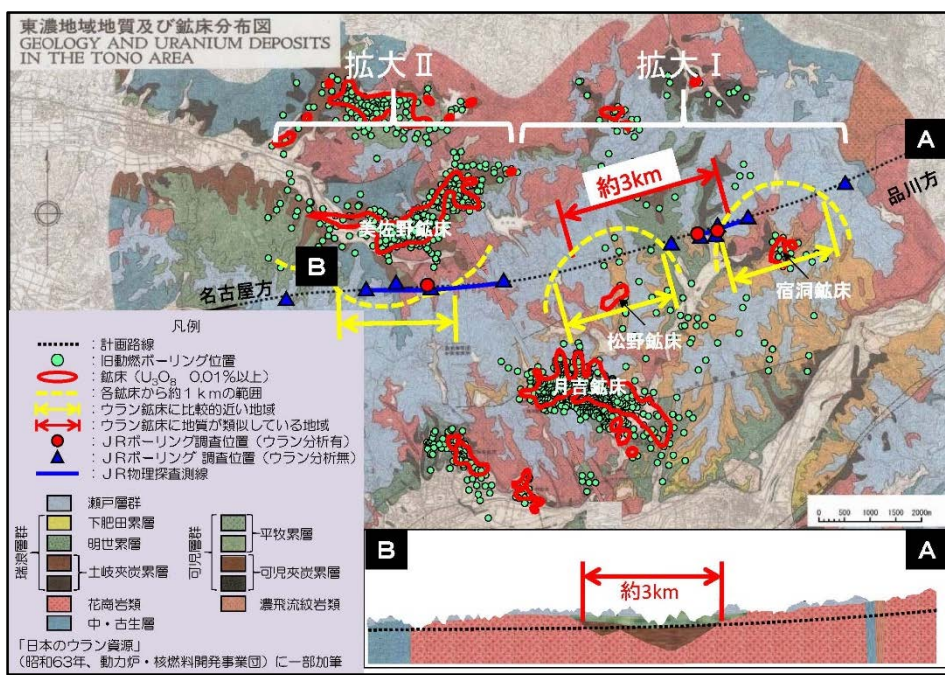 東濃地域地質及び鉱床分布図
GEOLOGY AND URANIUM DEPOSITS
IN THE TONO AREA
拡大Ⅱ
拡大Ⅰ
A
品川方
約3km
美佐野鉱床
B
名古屋方
宿洞鉱床
松野鉱床
月吉鉱床
凡例
：計画路線
：旧動燃ボーリング位置
：鉱床（U₃O₈ 0.01%以上）
：各鉱床から約1kmの範囲
：ウラン鉱床に比較的近い地域
：ウラン鉱床に地質が類似している地域
：JRボーリング調査位置（ウラン分析有）
：JRボーリング 調査位置（ウラン分析無）
：JR物理探査測線
瀬戸層群
瑞浪層群
下肥田累層
明世累層
土岐夾炭累層
可児層群
平牧累層
可児夾炭累層
花崗岩類
濃飛流紋岩類
中・古生層
「日本のウラン資源」
（昭和63年、動力炉・核燃料開発事業団）に一部加筆
0 500 1000 1500 2000m
B
A
約3km